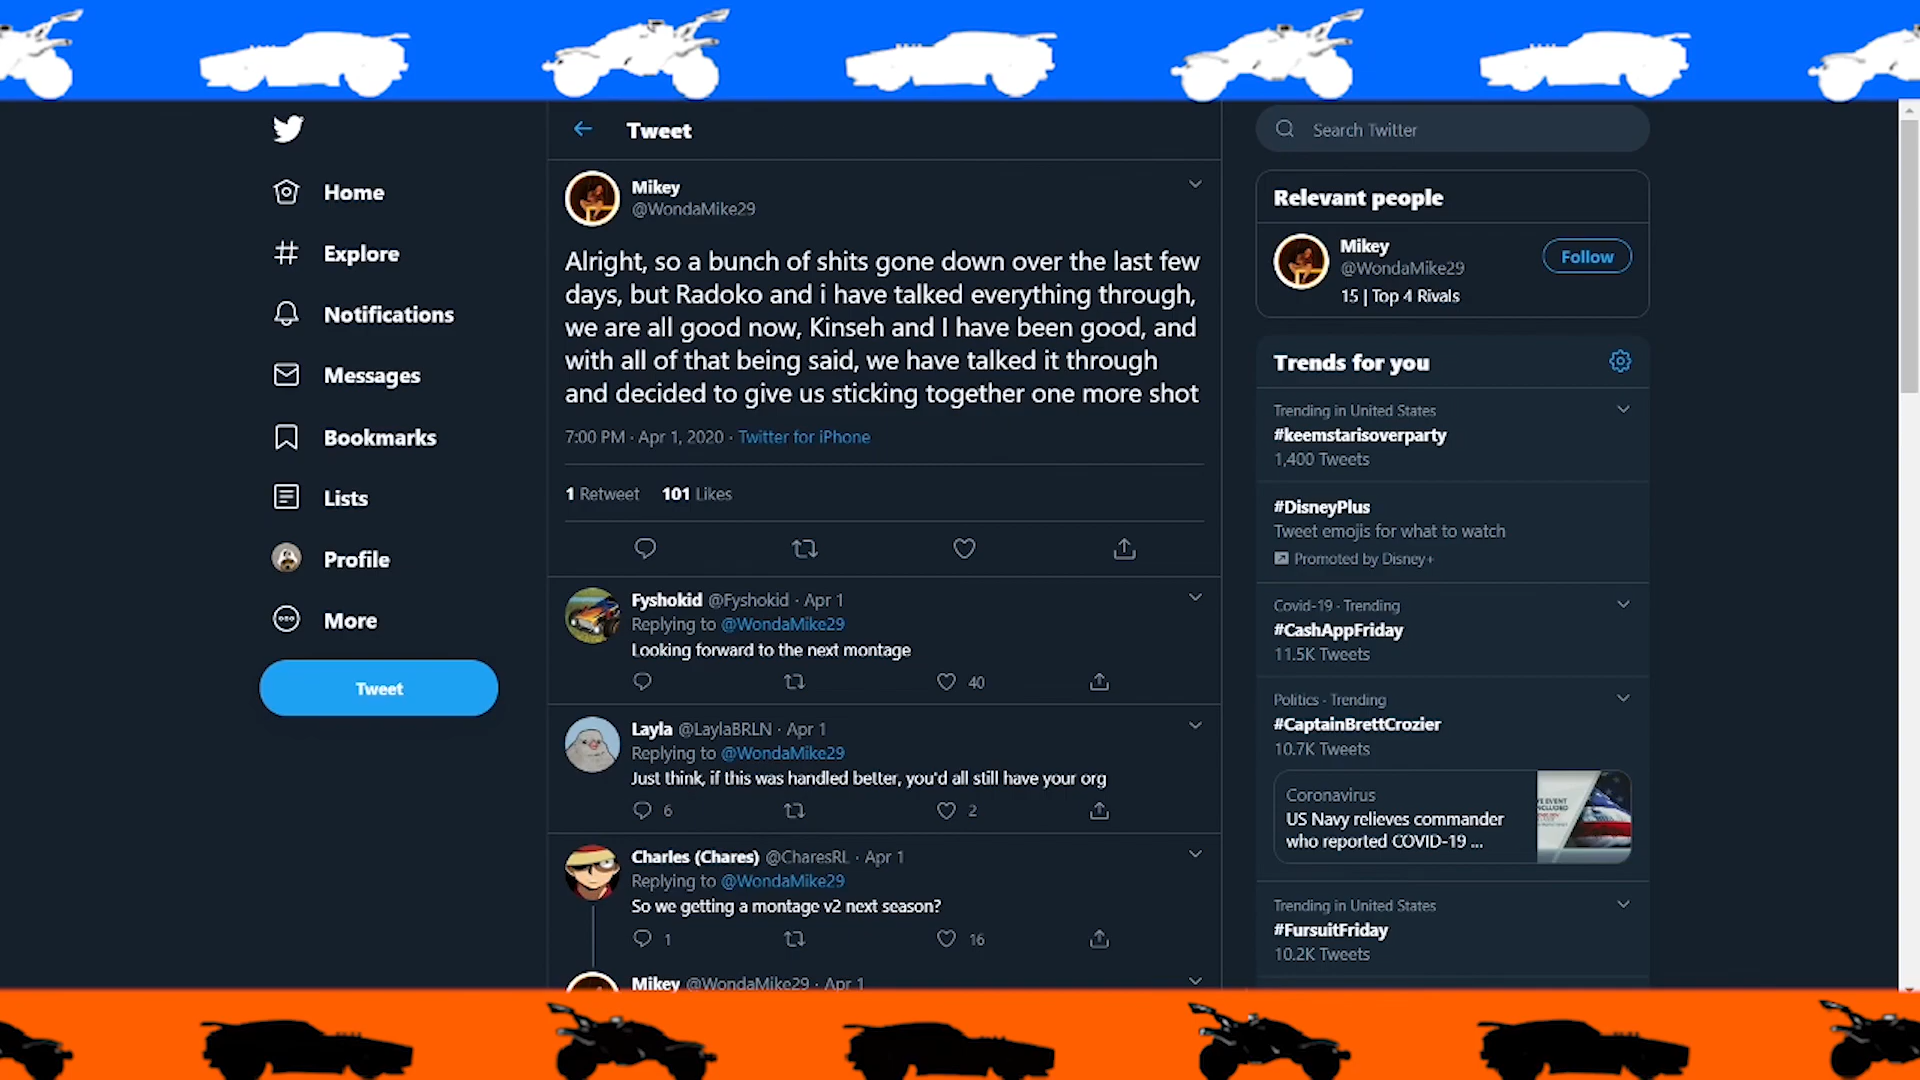 Home
Explore
Notifications
Messages
Bookmarks
Lists
Profile
More
Tweet
Tweet
Mikey
@WondaMike29
Alright, so a bunch of shits gone down over the last few
days, but Radoko and i have talked everything through,
we are all good now, Kinseh and I have been good, and
with all of that being said, we have talked it through
and decided to give us sticking together one more shot
7:00 PM · Apr 1, 2020 · Twitter for iPhone
1 Retweet 101 Likes
Fyshokid @Fyshokid · Apr 1
Replying to @WondaMike29
Looking forward to the next montage
40
Layla @LaylaBRLN · Apr 1
Replying to @WondaMike29
Just think, if this was handled better, you'd all still have your org
6 2
Charles (Chares) @CharesRL · Apr 1
Replying to @WondaMike29
So we getting a montage v2 next season?
1 16
Mikey @WondaMike29 · Apr 1
Search Twitter
Relevant people
Mikey
@WondaMike29
Follow
15 | Top 4 Rivals
Trends for you
Trending in United States
#keemstarisoverparty
1,400 Tweets
#DisneyPlus
Tweet emojis for what to watch
Promoted by Disney+
Covid-19 · Trending
#CashAppFriday
11.5K Tweets
Politics · Trending
#CaptainBrettCrozier
10.7K Tweets
Coronavirus
US Navy relieves commander
who reported COVID-19 ...
Trending in United States
#FursuitFriday
10.2K Tweets